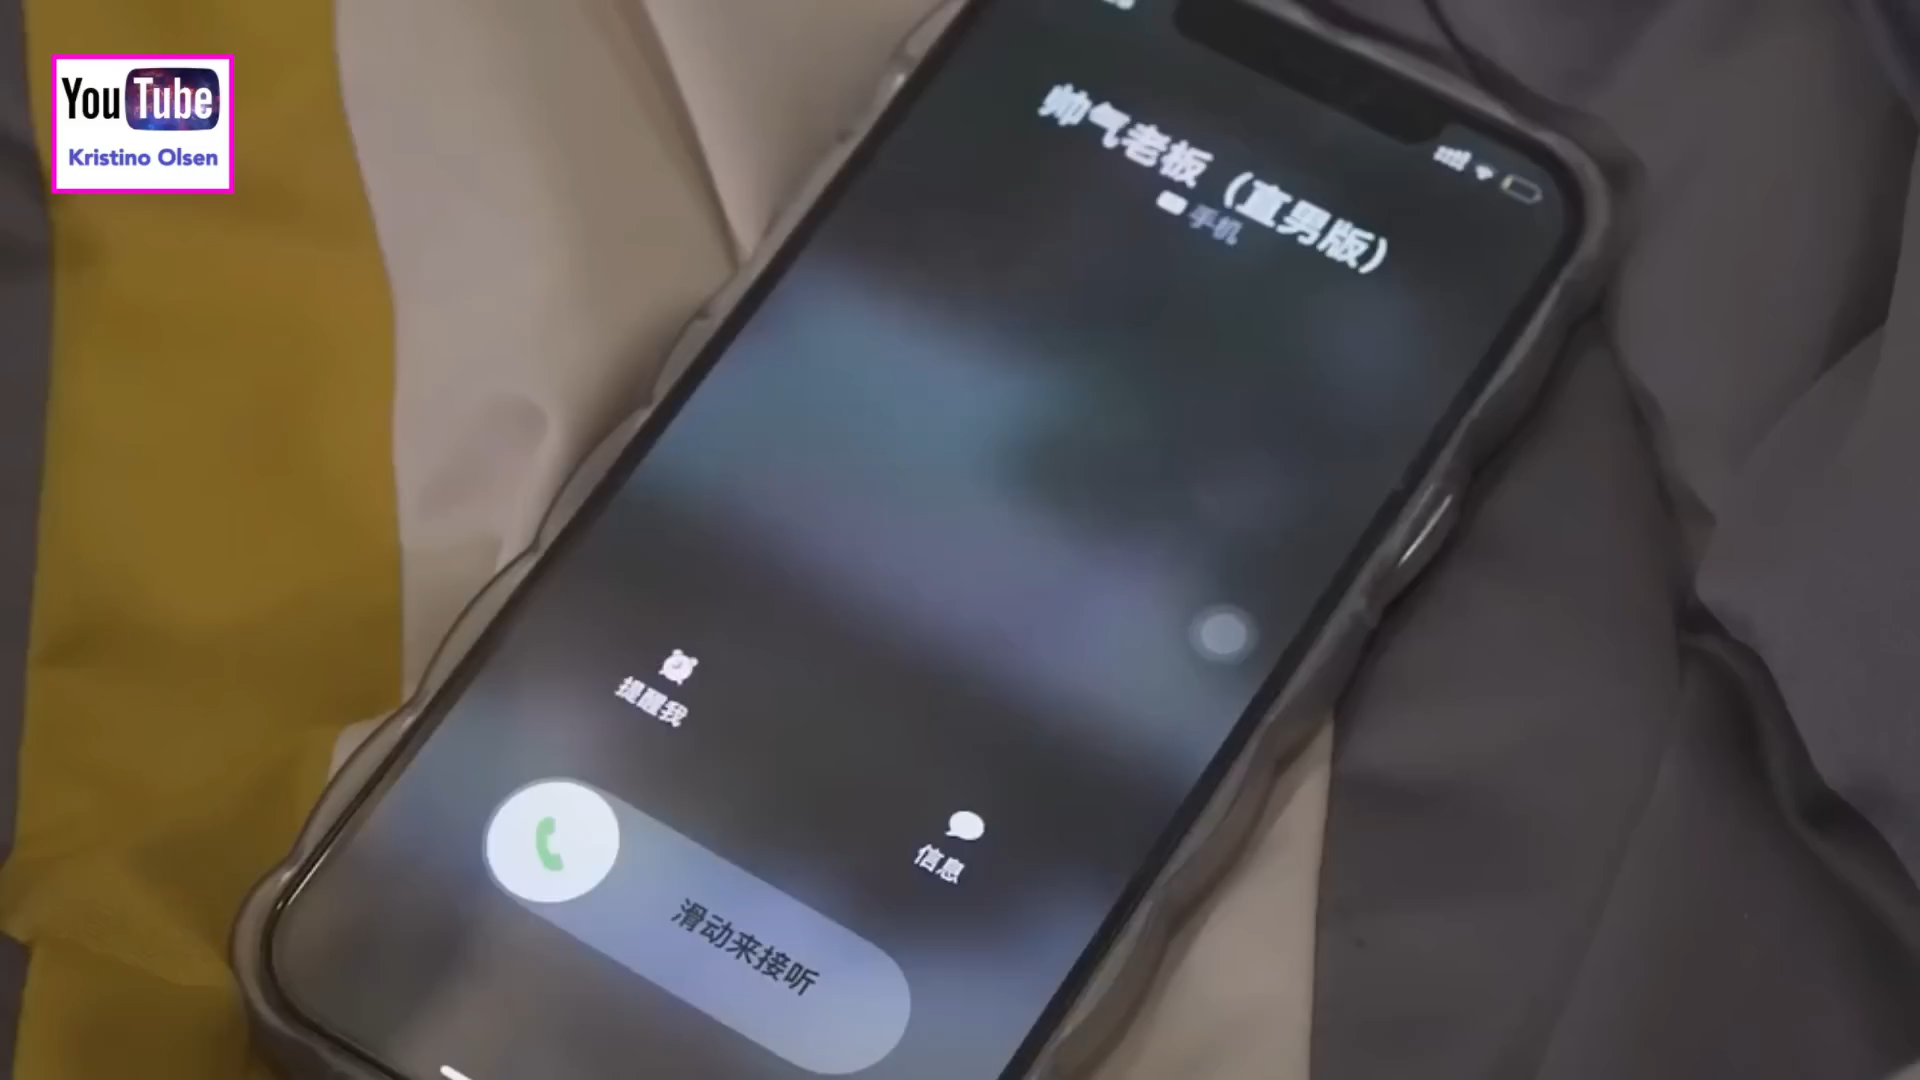 YouTube
Kristino Olsen
帅气老板（直男版）
手机
提醒我
信息
滑动来接听